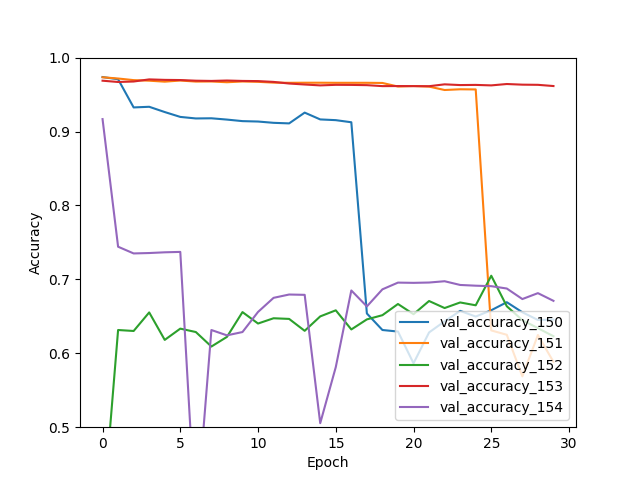 1.0
0.9
0.8
0.7
0.6
0.5
Accuracy
0
5
10
15
20
25
30
Epoch
val_accuracy_150
val_accuracy_151
val_accuracy_152
val_accuracy_153
val_accuracy_154